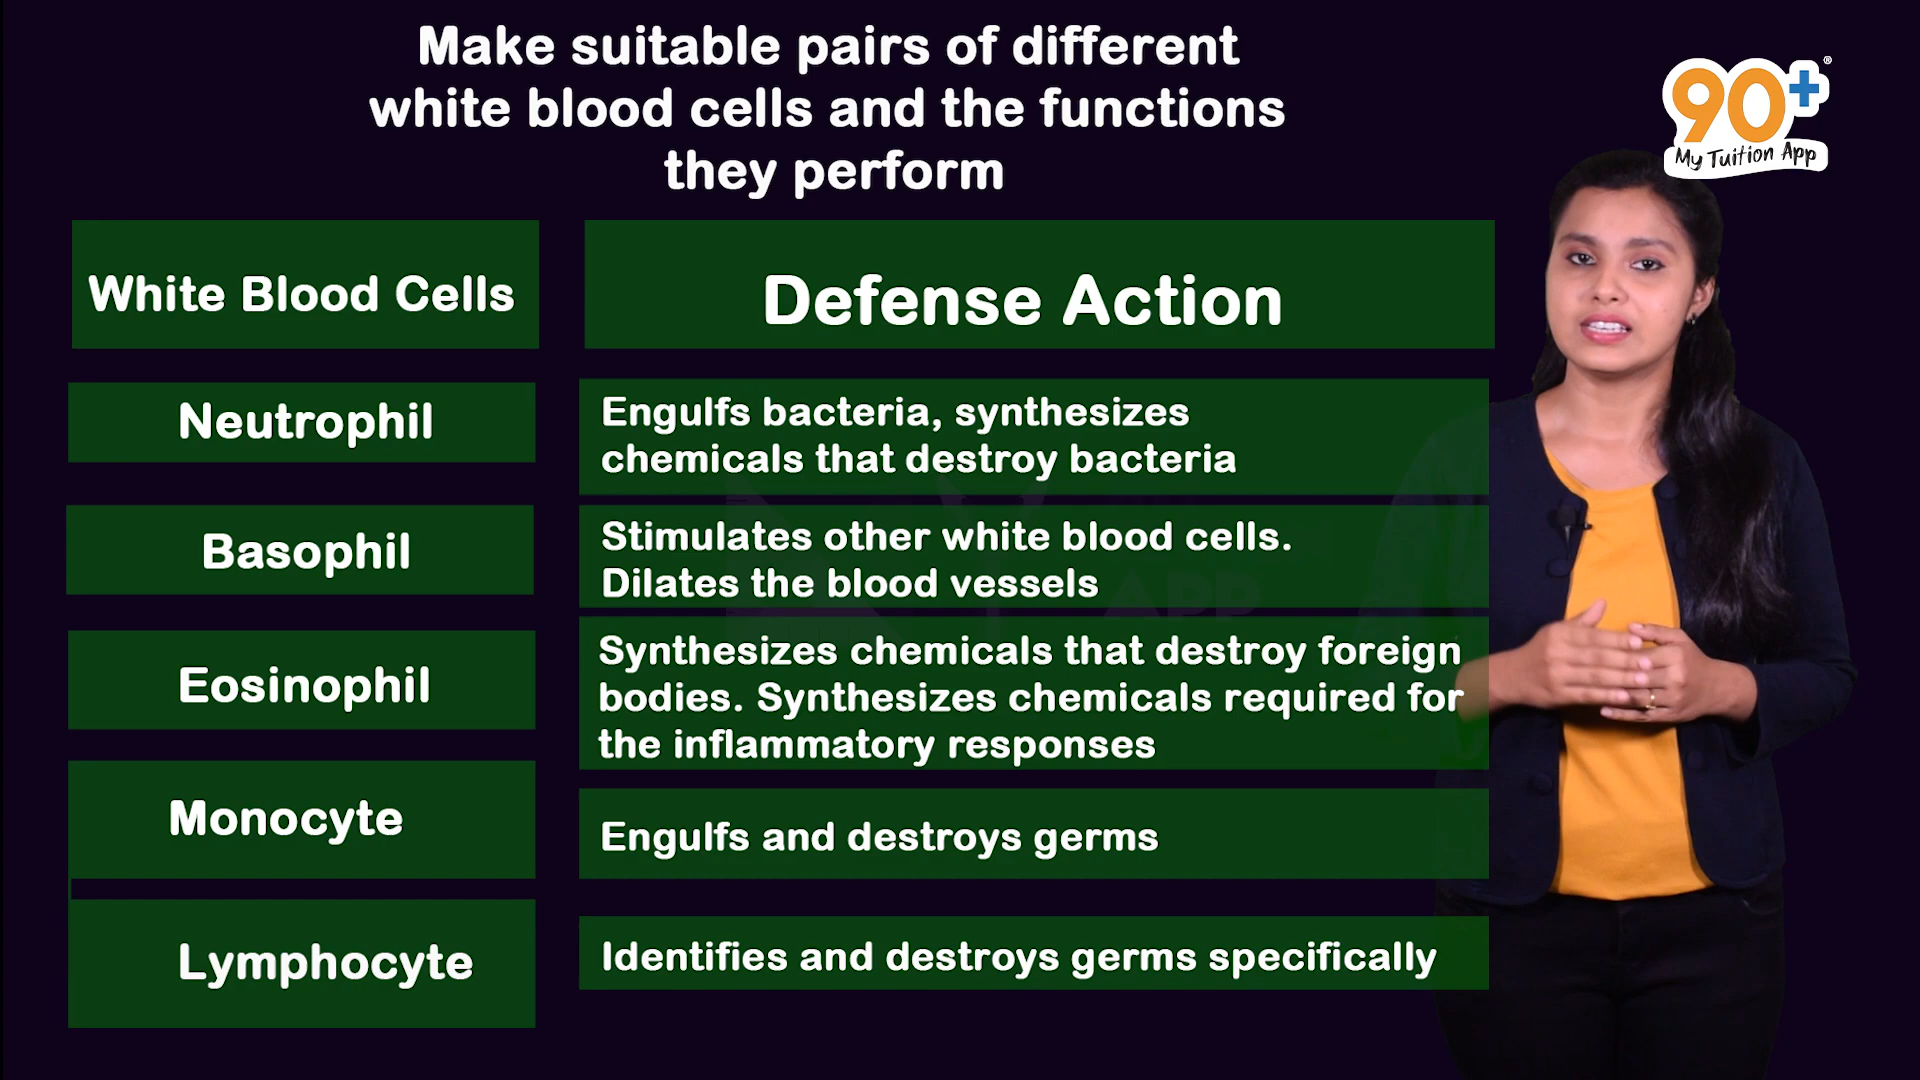 Make suitable pairs of different
white blood cells and the functions
they perform
90+
My Tuition App
White Blood Cells
Defense Action
Neutrophil
Engulfs bacteria, synthesizes
chemicals that destroy bacteria
Basophil
Stimulates other white blood cells.
Dilates the blood vessels
Eosinophil
Synthesizes chemicals that destroy foreign
bodies. Synthesizes chemicals required for
the inflammatory responses
Monocyte
Engulfs and destroys germs
Lymphocyte
Identifies and destroys germs specifically
APP